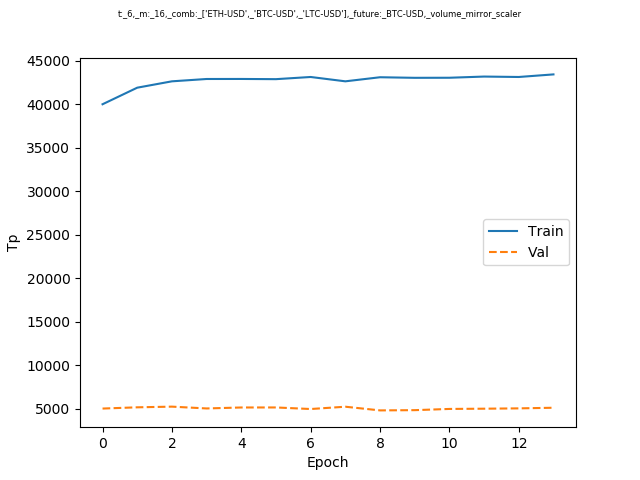 t:_6,_m:_16,_comb:_['ETH-USD',_'BTC-USD',_'LTC-USD'],_future:_BTC-USD,_volume_mirror_scaler
45000
40000
35000
30000
25000
20000
15000
10000
5000
Tp
Train
Val
0 2 4 6 8 10 12
Epoch